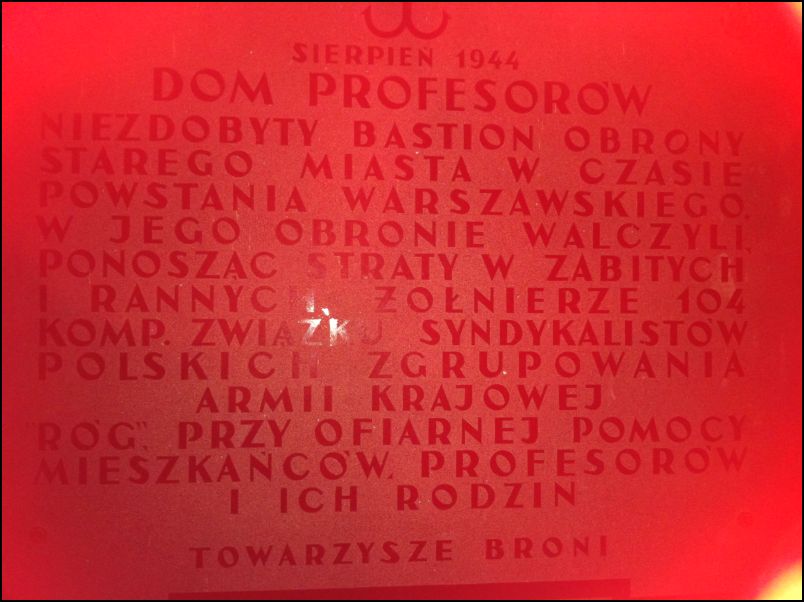 SIERPIEŃ 1944
DOM PROFESORÓW
NIEZDOBYTY BASTION OBRONY
STAREGO MIASTA W CZASIE
POWSTANIA WARSZAWSKIEGO.
W JEGO OBRONIE WALCZYLI,
PONOSZĄC STRATY W ZABITYCH
I RANNYCH, ŻOŁNIERZE 104
KOMP. ZWIĄZKU SYNDYKALISTÓW
POLSKICH ZGRUPOWANIA
ARMII KRAJOWEJ
"RÓG", PRZY OFIARNEJ POMOCY
MIESZKAŃCÓW, PROFESORÓW
I ICH RODZIN
TOWARZYSZE BRONI